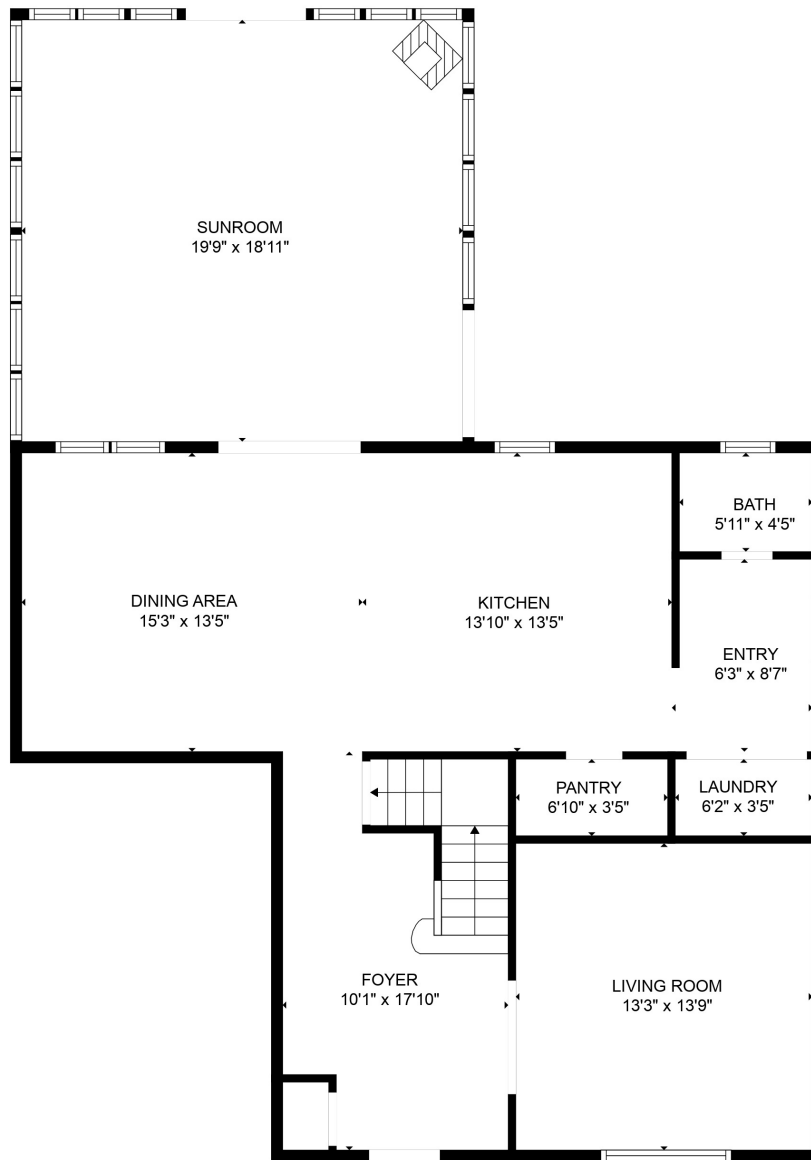 SUNROOM
19'9" x 18'11"
BATH
5'11" x 4'5"
DINING AREA
15'3" x 13'5"
KITCHEN
13'10" x 13'5"
ENTRY
6'3" x 8'7"
PANTRY
6'10" x 3'5"
LAUNDRY
6'2" x 3'5"
FOYER
10'1" x 17'10"
LIVING ROOM
13'3" x 13'9"